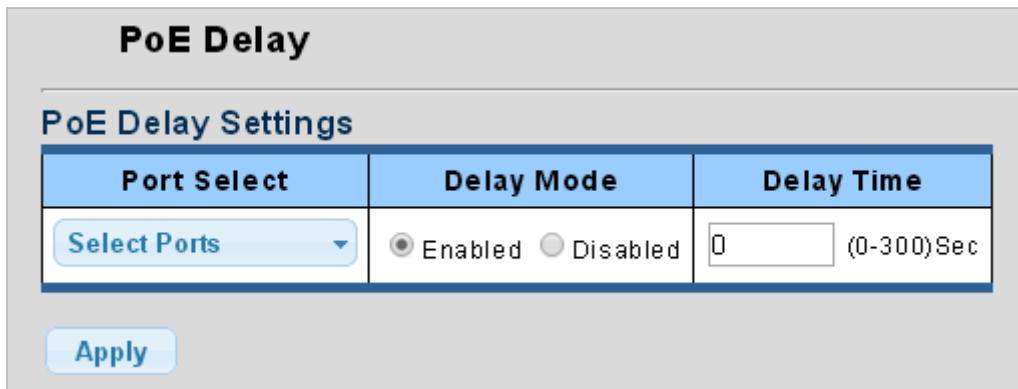 PoE Delay
PoE Delay Settings
Port Select Delay Mode Delay Time
Select Ports Enabled Disabled 0 (0-300)Sec
Apply